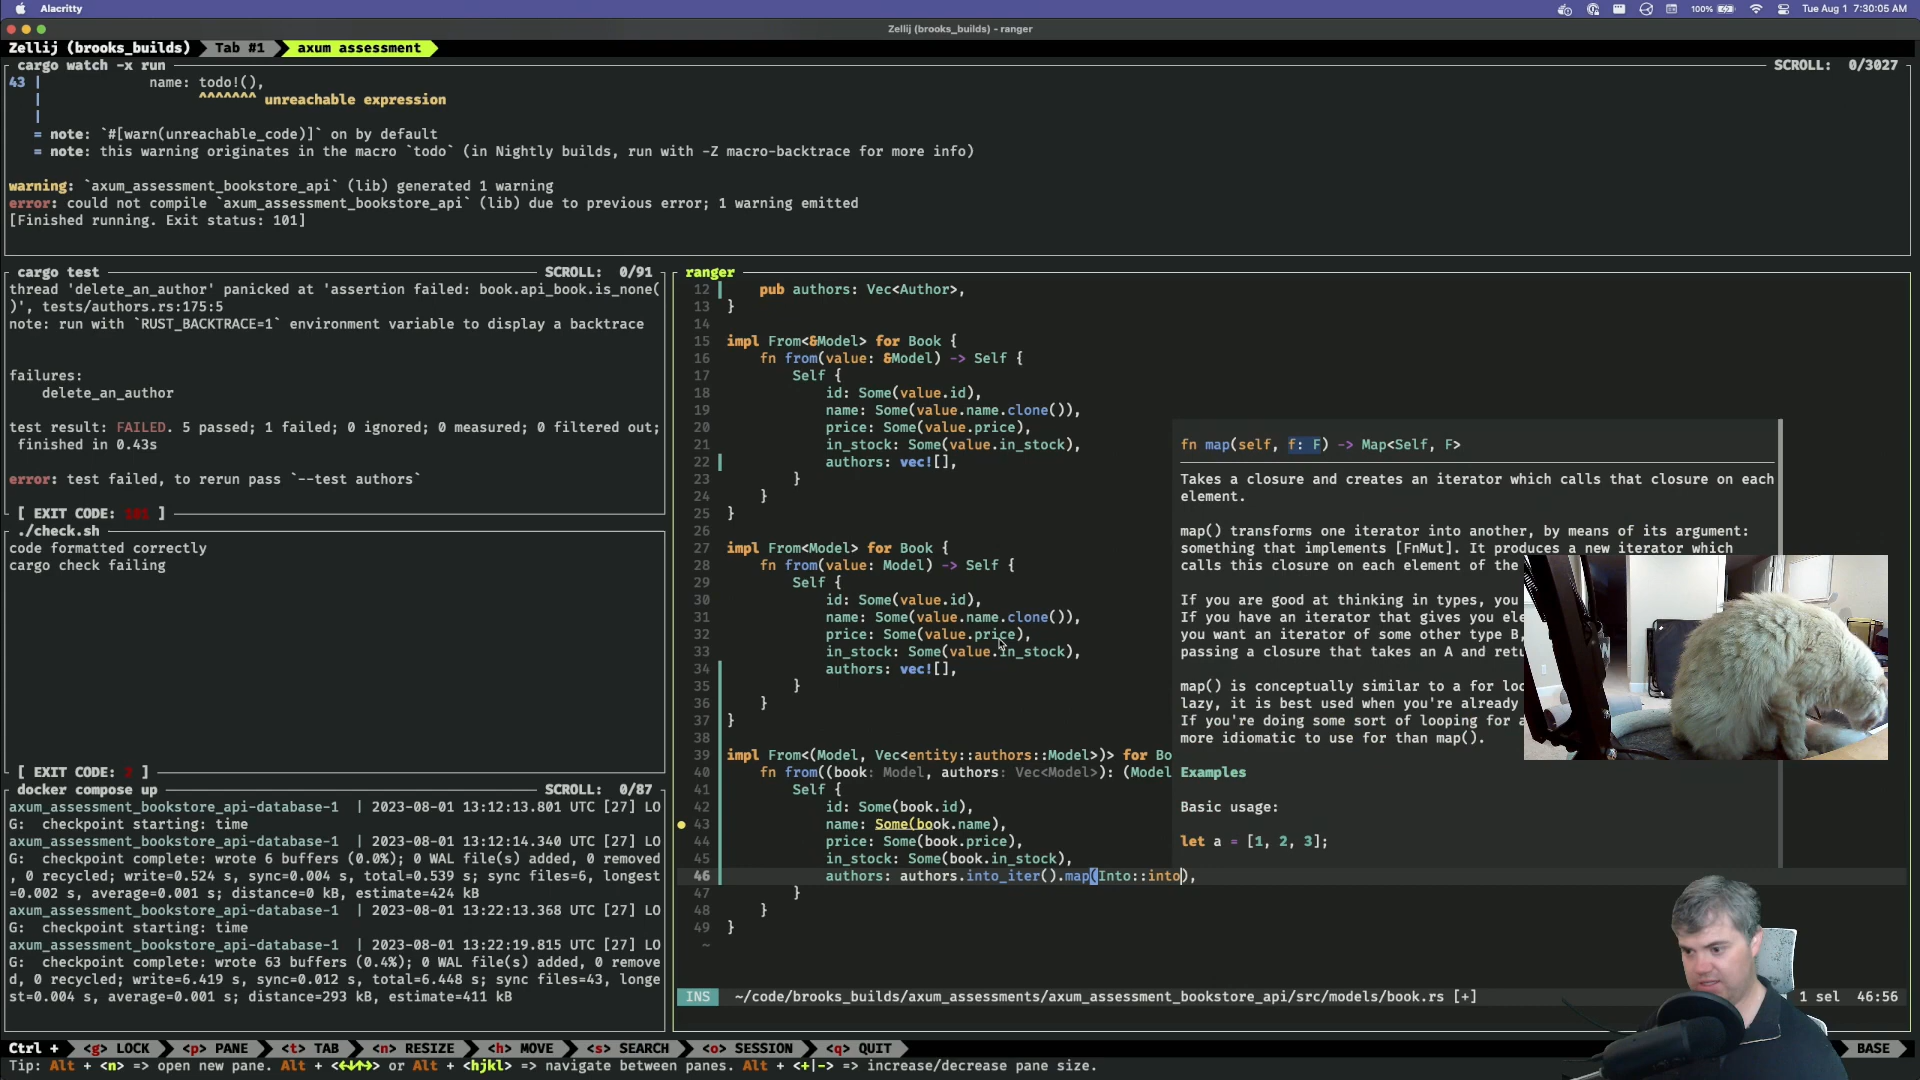 Alacritty
100%
Tue Aug 1 7:30:05 AM
Zellij (brooks_builds) - ranger
Zellij (brooks_builds) Tab #1 axum assessment
cargo watch -x run SCROLL: 0/3027
43 | name: todo!(),
| ^^^^^^^ unreachable expression
|
= note: `#[warn(unreachable_code)]` on by default
= note: this warning originates in the macro `todo` (in Nightly builds, run with -Z macro-backtrace for more info)
warning: `axum_assessment_bookstore_api` (lib) generated 1 warning
error: could not compile `axum_assessment_bookstore_api` (lib) due to previous error; 1 warning emitted
[Finished running. Exit status: 101]
cargo test SCROLL: 0/91
thread 'delete_an_author' panicked at 'assertion failed: book.api_book.is_none(
)', tests/authors.rs:175:5
note: run with `RUST_BACKTRACE=1` environment variable to display a backtrace
failures:
delete_an_author
test result: FAILED. 5 passed; 1 failed; 0 ignored; 0 measured; 0 filtered out;
finished in 0.43s
error: test failed, to rerun pass `--test authors`
[ EXIT CODE: 101 ]
./check.sh
code formatted correctly
cargo check failing
[ EXIT CODE: 2 ]
docker compose up SCROLL: 0/87
axum_assessment_bookstore_api-database-1 | 2023-08-01 13:12:13.801 UTC [27] LO
G: checkpoint starting: time
axum_assessment_bookstore_api-database-1 | 2023-08-01 13:12:14.340 UTC [27] LO
G: checkpoint complete: wrote 6 buffers (0.0%); 0 WAL file(s) added, 0 removed
, 0 recycled; write=0.524 s, sync=0.004 s, total=0.539 s; sync files=6, longest
=0.002 s, average=0.001 s; distance=0 kB, estimate=424 kB
axum_assessment_bookstore_api-database-1 | 2023-08-01 13:22:13.368 UTC [27] LO
G: checkpoint starting: time
axum_assessment_bookstore_api-database-1 | 2023-08-01 13:22:19.815 UTC [27] LO
G: checkpoint complete: wrote 63 buffers (0.4%); 0 WAL file(s) added, 0 remove
d, 0 recycled; write=6.419 s, sync=0.012 s, total=6.448 s; sync files=43, longe
st=0.004 s, average=0.001 s; distance=293 kB, estimate=411 kB
ranger
12 pub authors: Vec<Author>,
13 }
14
15 impl From<&Model> for Book {
16 fn from(value: &Model) -> Self {
17 Self {
18 id: Some(value.id),
19 name: Some(value.name.clone()),
20 price: Some(value.price),
21 in_stock: Some(value.in_stock),
22 authors: vec![],
23 }
24 }
25 }
26
27 impl From<Model> for Book {
28 fn from(value: Model) -> Self {
29 Self {
30 id: Some(value.id),
31 name: Some(value.name.clone()),
32 price: Some(value.price),
33 in_stock: Some(value.in_stock),
34 authors: vec![],
35 }
36 }
37 }
38
39 impl From<(Model, Vec<entity::authors::Model>)> for Bo
40 fn from((book: Model, authors: Vec<Model>): (Model
41 Self {
42 id: Some(book.id),
43 name: Some(book.name),
44 price: Some(book.price),
45 in_stock: Some(book.in_stock),
46 authors: authors.into_iter().map(Into::into),
47 }
48 }
49 }
~
fn map(self, f: F) -> Map<Self, F>
Takes a closure and creates an iterator which calls that closure on each
element.
map() transforms one iterator into another, by means of its argument:
something that implements [FnMut]. It produces a new iterator which
calls this closure on each element of the
If you are good at thinking in types, you
If you have an iterator that gives you ele
you want an iterator of some other type B,
passing a closure that takes an A and retu
map() is conceptually similar to a for loo
lazy, it is best used when you're already
If you're doing some sort of looping for a
more idiomatic to use for than map().
Examples
Basic usage:
let a = [1, 2, 3];
INS ~/code/brooks_builds/axum_assessments/axum_assessment_bookstore_api/src/models/book.rs [+] 1 sel 46:56
Ctrl + <g> LOCK <p> PANE <t> TAB <n> RESIZE <h> MOVE <s> SEARCH <o> SESSION <q> QUIT BASE
Tip: Alt + <n> => open new pane. Alt + <←↓↑→> or Alt + <hjkl> => navigate between panes. Alt + <+|-> => increase/decrease pane size.